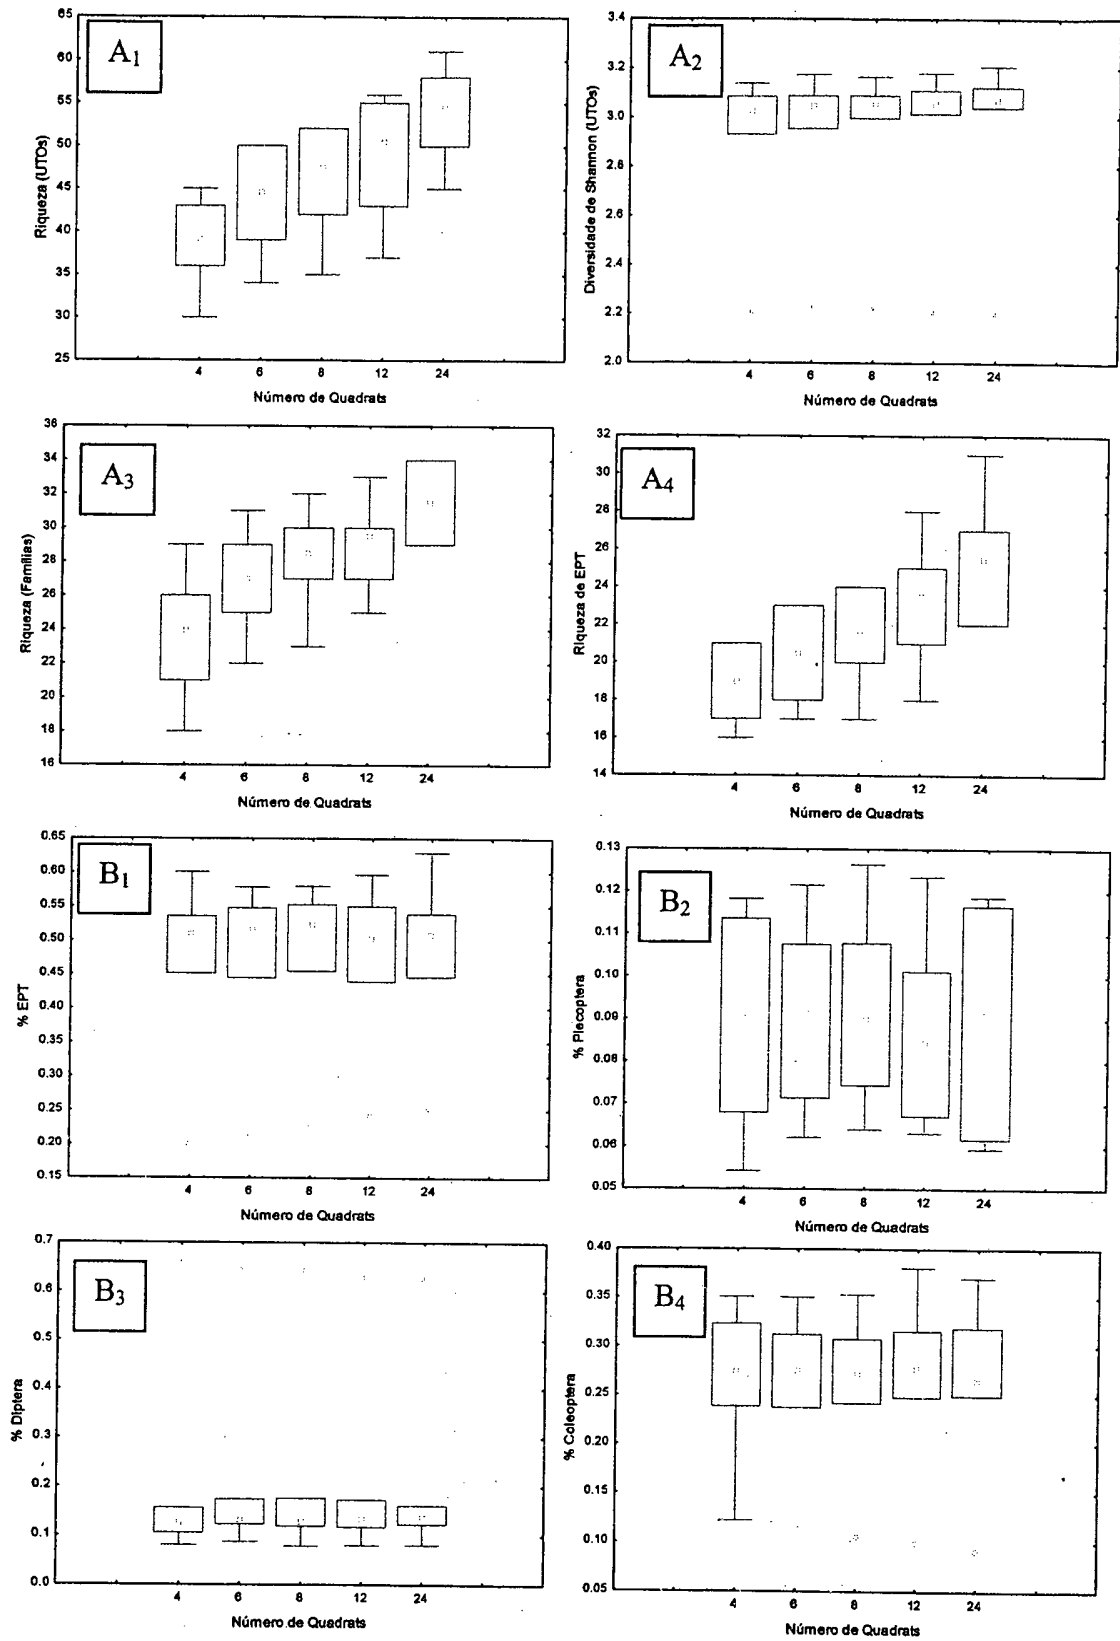 A1
Riqueza (UTOs)
65
60
55
50
45
40
35
30
25
4 6 8 12 24
Número de Quadrats
A2
Diversidade de Shannon (UTOs)
3.4
3.2
3.0
2.8
2.6
2.4
2.2
2.0
4 6 8 12 24
Número de Quadrats
A3
Riqueza (Famílias)
36
34
32
30
28
26
24
22
20
18
16
4 6 8 12 24
Número de Quadrats
A4
Riqueza de EPT
32
30
28
26
24
22
20
18
16
14
4 6 8 12 24
Número de Quadrats
B1
% EPT
0.65
0.60
0.55
0.50
0.45
0.40
0.35
0.30
0.25
0.20
0.15
4 6 8 12 24
Número de Quadrats
B2
% Plecoptera
0.13
0.12
0.11
0.10
0.09
0.08
0.07
0.06
0.05
4 6 8 12 24
Número de Quadrats
B3
% Diptera
0.7
0.6
0.5
0.4
0.3
0.2
0.1
0.0
4 6 8 12 24
Número de Quadrats
B4
% Coleoptera
0.40
0.35
0.30
0.25
0.20
0.15
0.10
0.05
4 6 8 12 24
Número de Quadrats